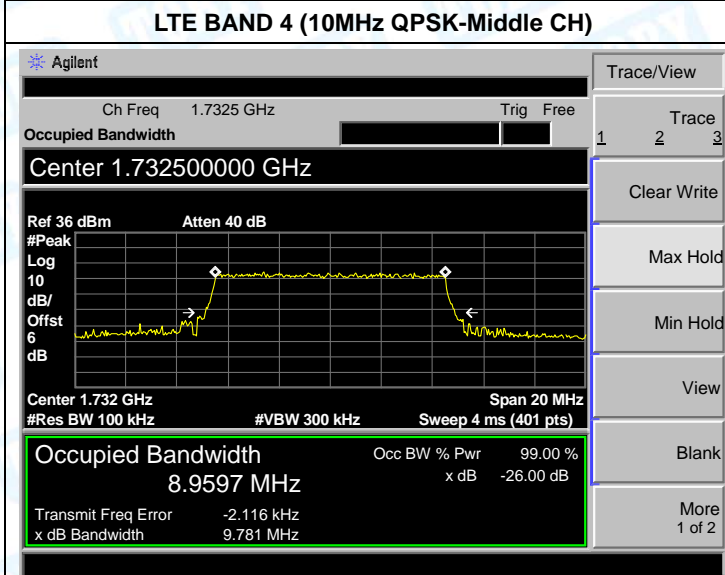 LTE BAND 4 (10MHz QPSK-Middle CH)
Agilent
Trace/View
Ch Freq 1.7325 GHz Trig Free
Occupied Bandwidth
Trace
1 2 3
Center 1.732500000 GHz
Clear Write
Ref 36 dBm Atten 40 dB
#Peak
Log
10
dB/
Offst
6
dB
Max Hold
Min Hold
View
Center 1.732 GHz Span 20 MHz
#Res BW 100 kHz #VBW 300 kHz Sweep 4 ms (401 pts)
Occupied Bandwidth Occ BW % Pwr 99.00 %
8.9597 MHz x dB -26.00 dB
Blank
Transmit Freq Error -2.116 kHz
x dB Bandwidth 9.781 MHz
More
1 of 2